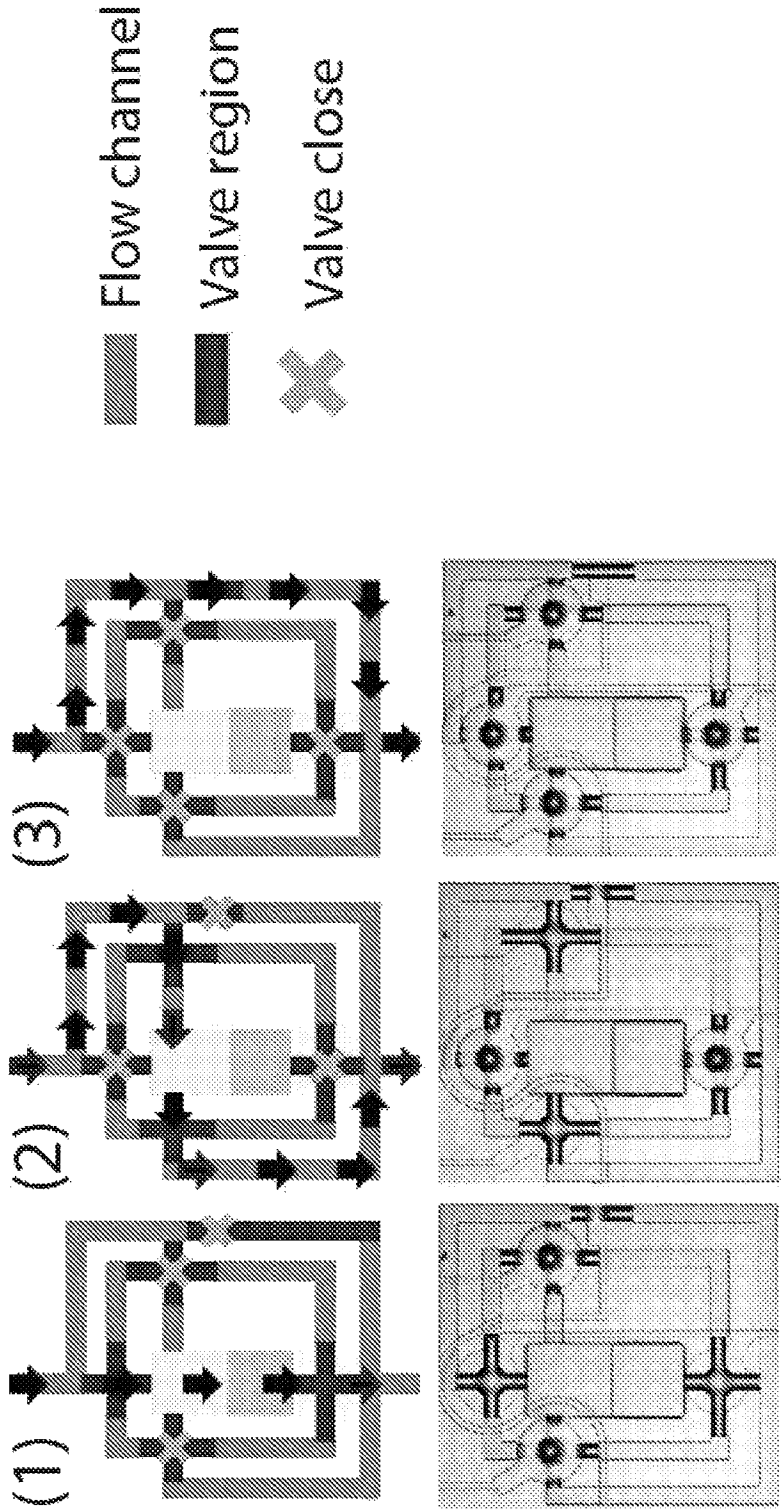 (1)
(2)
(3)
Flow channel
Valve region
Valve close